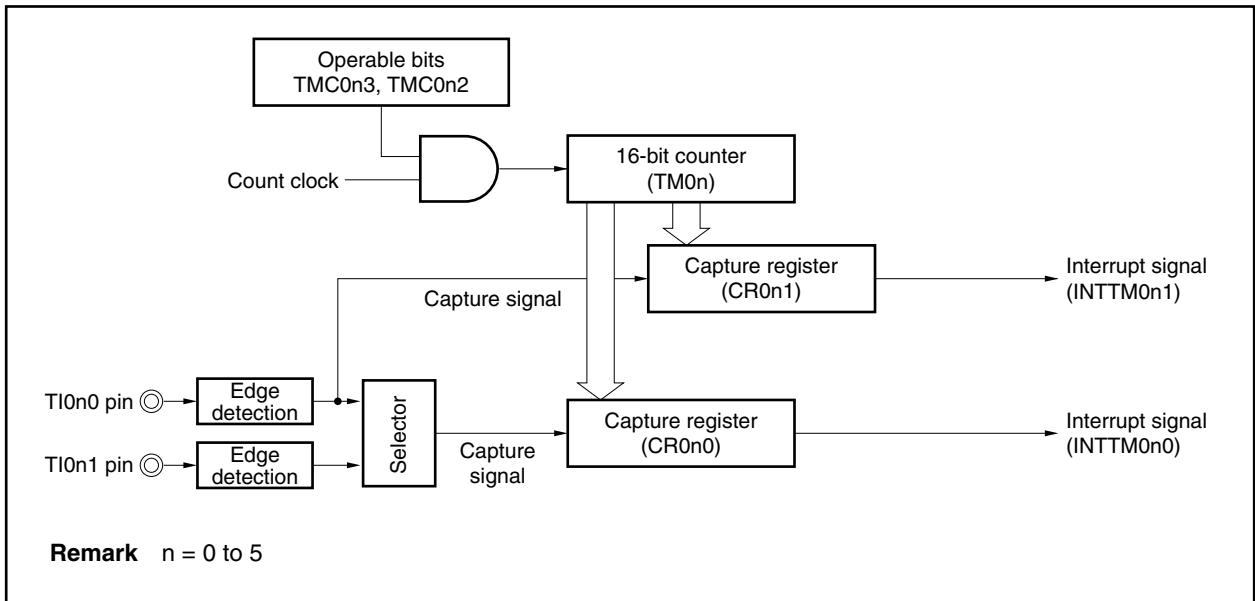 Operable bits
TMC0n3, TMC0n2
Count clock
16-bit counter
(TM0n)
Capture register
(CR0n1)
Interrupt signal
(INTTM0n1)
Capture signal
TI0n0 pin
Edge
detection
Selector
Capture register
(CR0n0)
Interrupt signal
(INTTM0n0)
TI0n1 pin
Edge
detection
Capture
signal
Remark n = 0 to 5